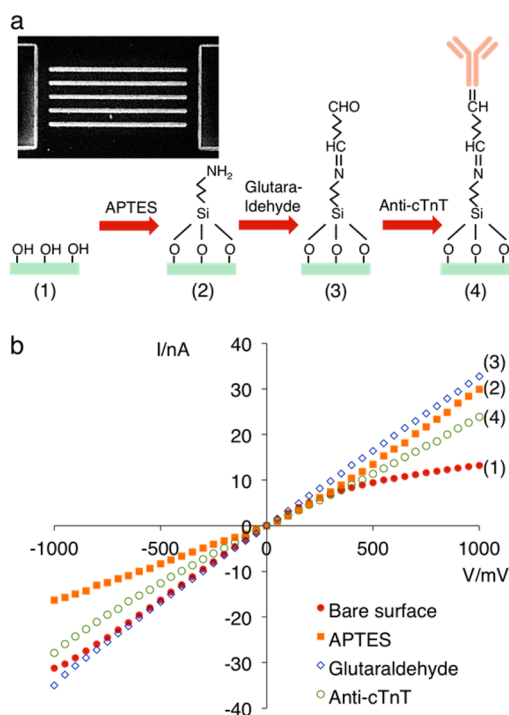 a
CHO
HC
N
NH2
CH
HC
N
APTES
Glutara-
ldehyde
Anti-cTnT
Si
Si
Si
OH OH OH
O O O
O O O
O O O
(1)
(2)
(3)
(4)
b
I/nA
40
30
20
10
0
-10
-20
-30
-40
-1000
-500
0
500
1000
V/mV
(3)
(2)
(4)
(1)
Bare surface
APTES
Glutaraldehyde
Anti-cTnT